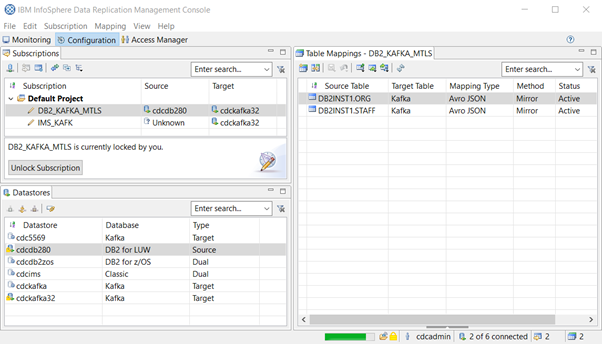 IBM InfoSphere Data Replication Management Console
File Edit Subscription Mapping View Help
Monitoring Configuration Access Manager
Subscriptions
Enter search...
Subscription Source Target
Default Project
DB2_KAFKA_MTLS cdcdb280 cdckafka32
IMS_KAFK Unknown cdckafka32
DB2_KAFKA_MTLS is currently locked by you.
Unlock Subscription
Datastores
Enter search...
Datastore Database Type
cdc5569 Kafka Target
cdcdb280 DB2 for LUW Source
cdcdb2zos DB2 for z/OS Dual
cdcims Classic Dual
cdckafka Kafka Target
cdckafka32 Kafka Target
Table Mappings - DB2_KAFKA_MTLS
Enter search...
Source Table Target Table Mapping Type Method Status
DB2INST1.ORG Kafka Avro JSON Mirror Active
DB2INST1.STAFF Kafka Avro JSON Mirror Active
cdcadmin 2 of 6 connected 2 2